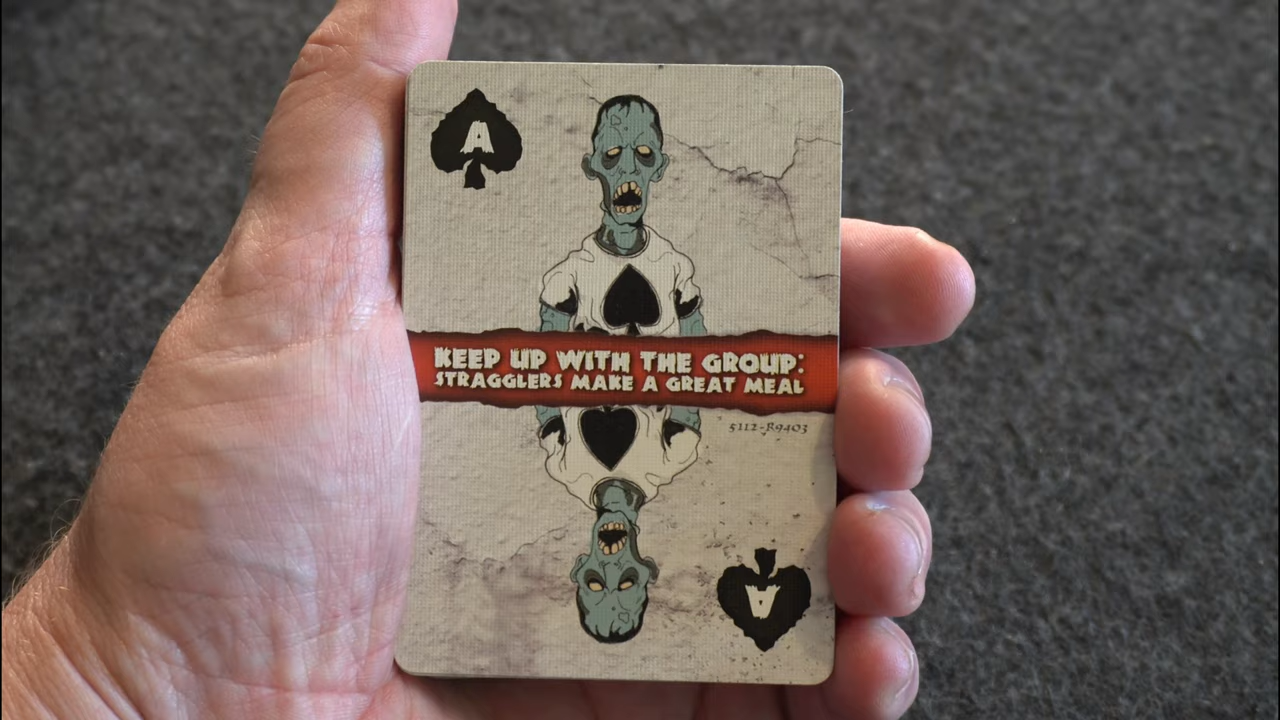 A
KEEP UP WITH THE GROUP:
STRAGGLERS MAKE A GREAT MEAL
5112-R9403
A